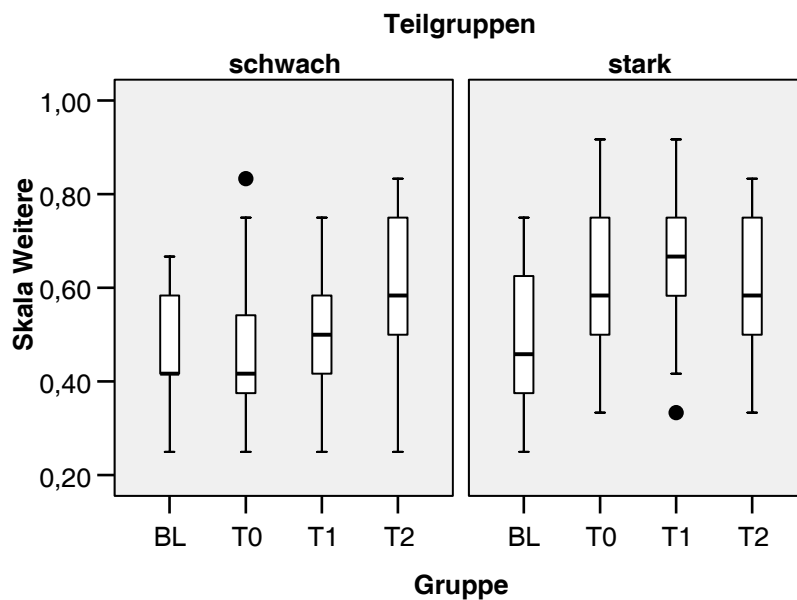 Teilgruppen
schwach stark
Skala Weitere
1,00
0,80
0,60
0,40
0,20
BL T0 T1 T2 BL T0 T1 T2
Gruppe